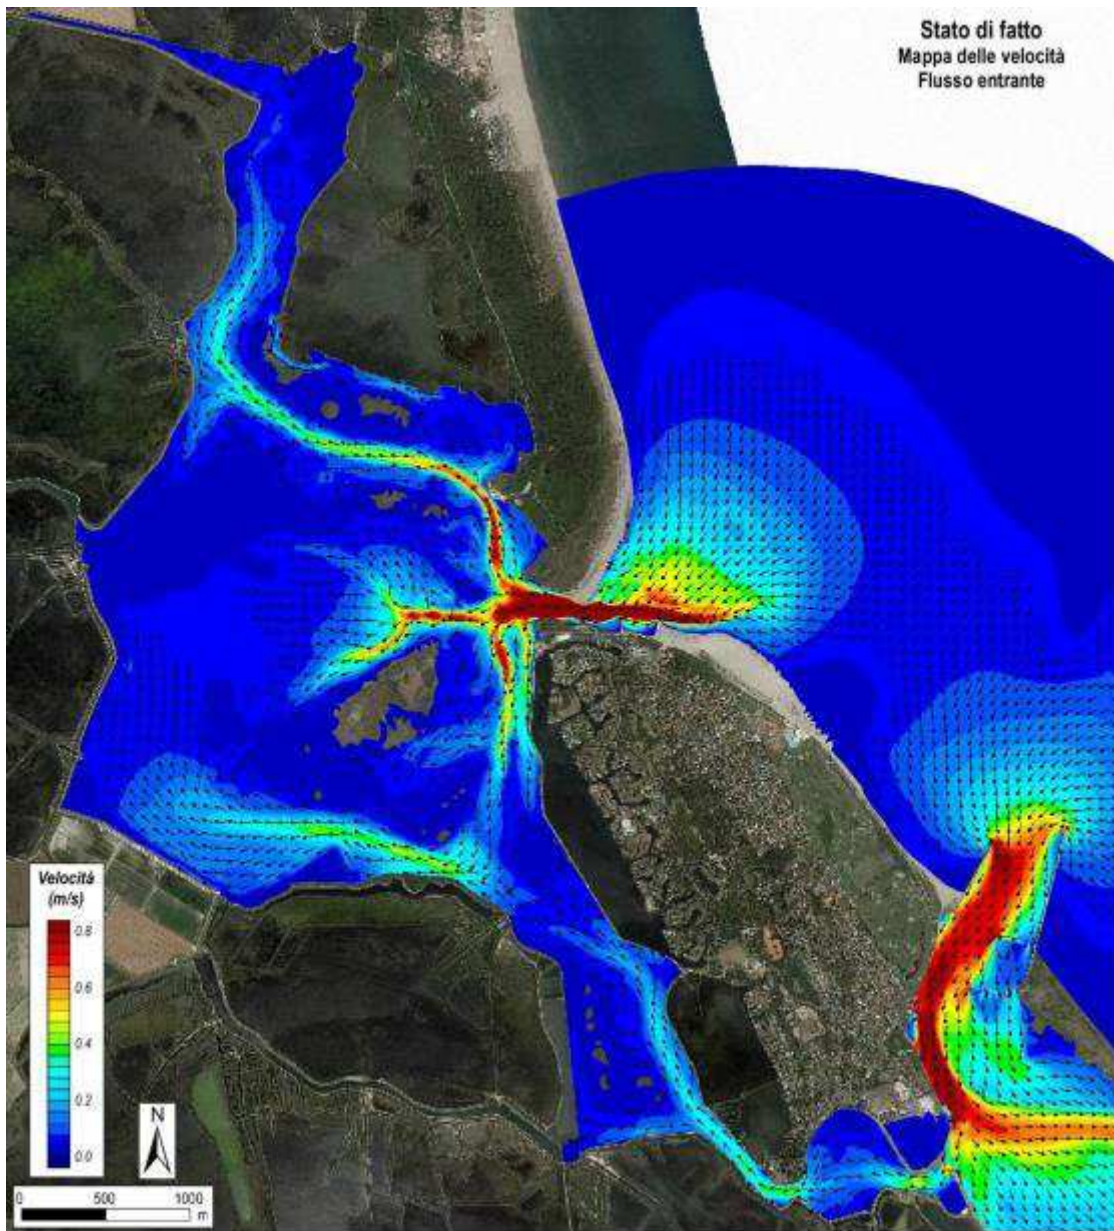 Stato di fatto
Mappa delle velocità
Flusso entrante
Velocità
(m/s)
0.8
0.6
0.4
0.2
0.0
N
0 500 1000
m